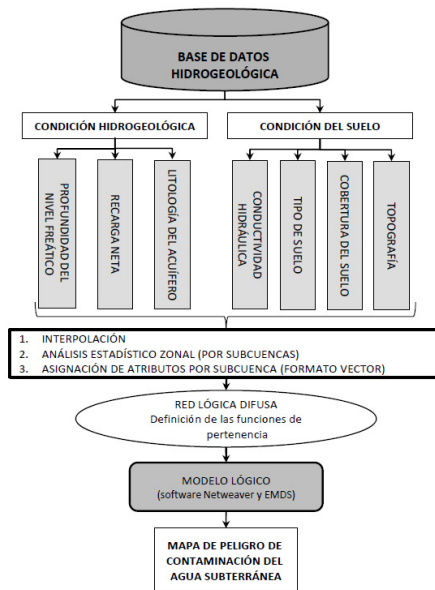 BASE DE DATOS
HIDROGEOLÓGICA
CONDICIÓN HIDROGEOLÓGICA
CONDICIÓN DEL SUELO
PROFUNDIDAD DEL
NIVEL FREÁTICO
RECARGA NETA
LITOLOGÍA DEL ACUÍFERO
CONDUCTIVIDAD
HIDRÁULICA
TIPO DE SUELO
COBERTURA DEL SUELO
TOPOGRAFÍA
1. INTERPOLACIÓN
2. ANÁLISIS ESTADÍSTICO ZONAL (POR SUBCUENCAS)
3. ASIGNACIÓN DE ATRIBUTOS POR SUBCUENCA (FORMATO VECTOR)
RED LÓGICA DIFUSA
Definición de las funciones de
pertenencia
MODELO LÓGICO
(software Netweaver y EMDS)
MAPA DE PELIGRO DE
CONTAMINACIÓN DEL
AGUA SUBTERRÁNEA